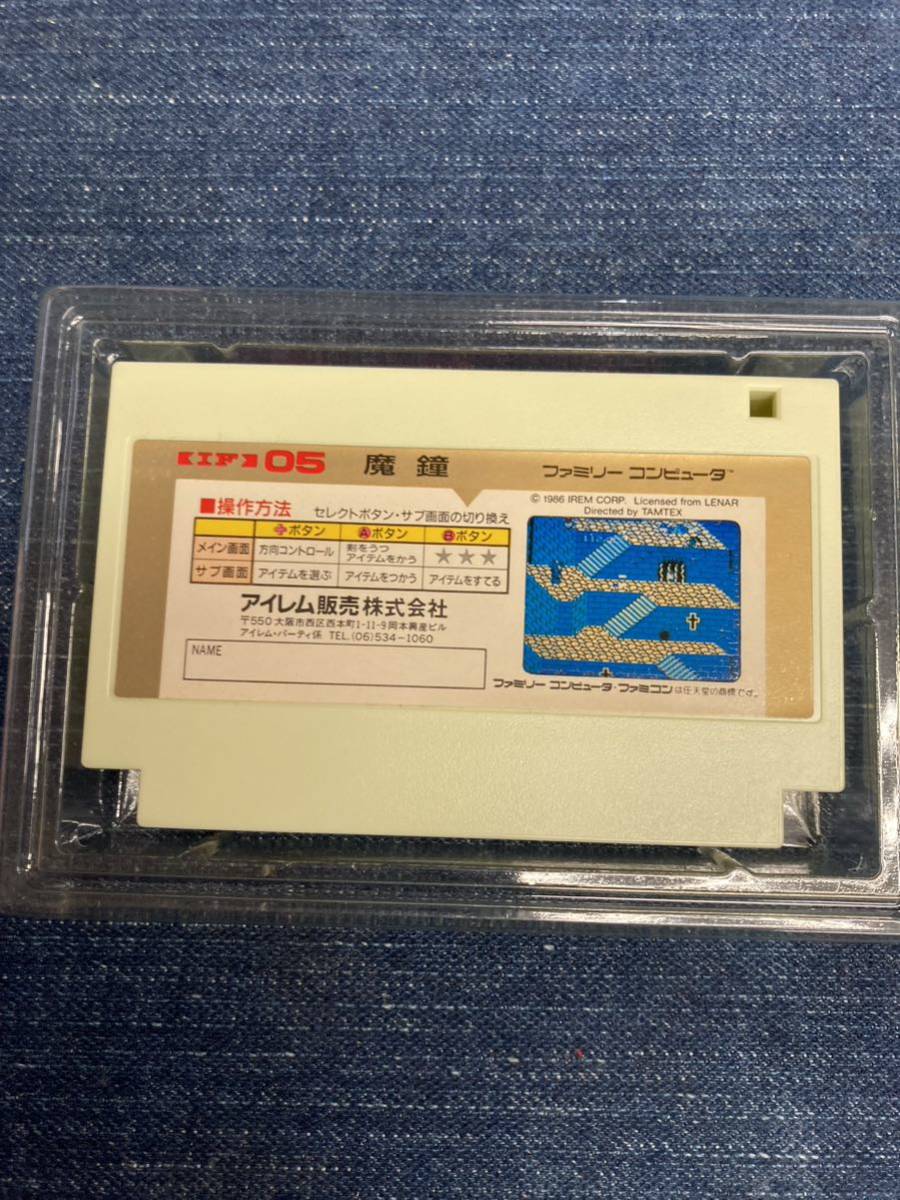 IF 05 魔鐘 ファミリー コンピュータ™
■操作方法 セレクトボタン・サブ画面の切り換え
✚ボタン Ⓐボタン Ⓑボタン
メイン画面 方向コントロール 剣をうつ アイテムをかう ★★★
サブ画面 アイテムを選ぶ アイテムをつかう アイテムをすてる
アイレム販売株式会社
〒550 大阪市西区西本町1-11-9 岡本興産ビル
アイレム・パーティ係 TEL.(06)534-1060
NAME
© 1986 IREM CORP. Licensed from LENAR
Directed by TAMTEX
ファミリー コンピュータ・ファミコンは任天堂の商標です。